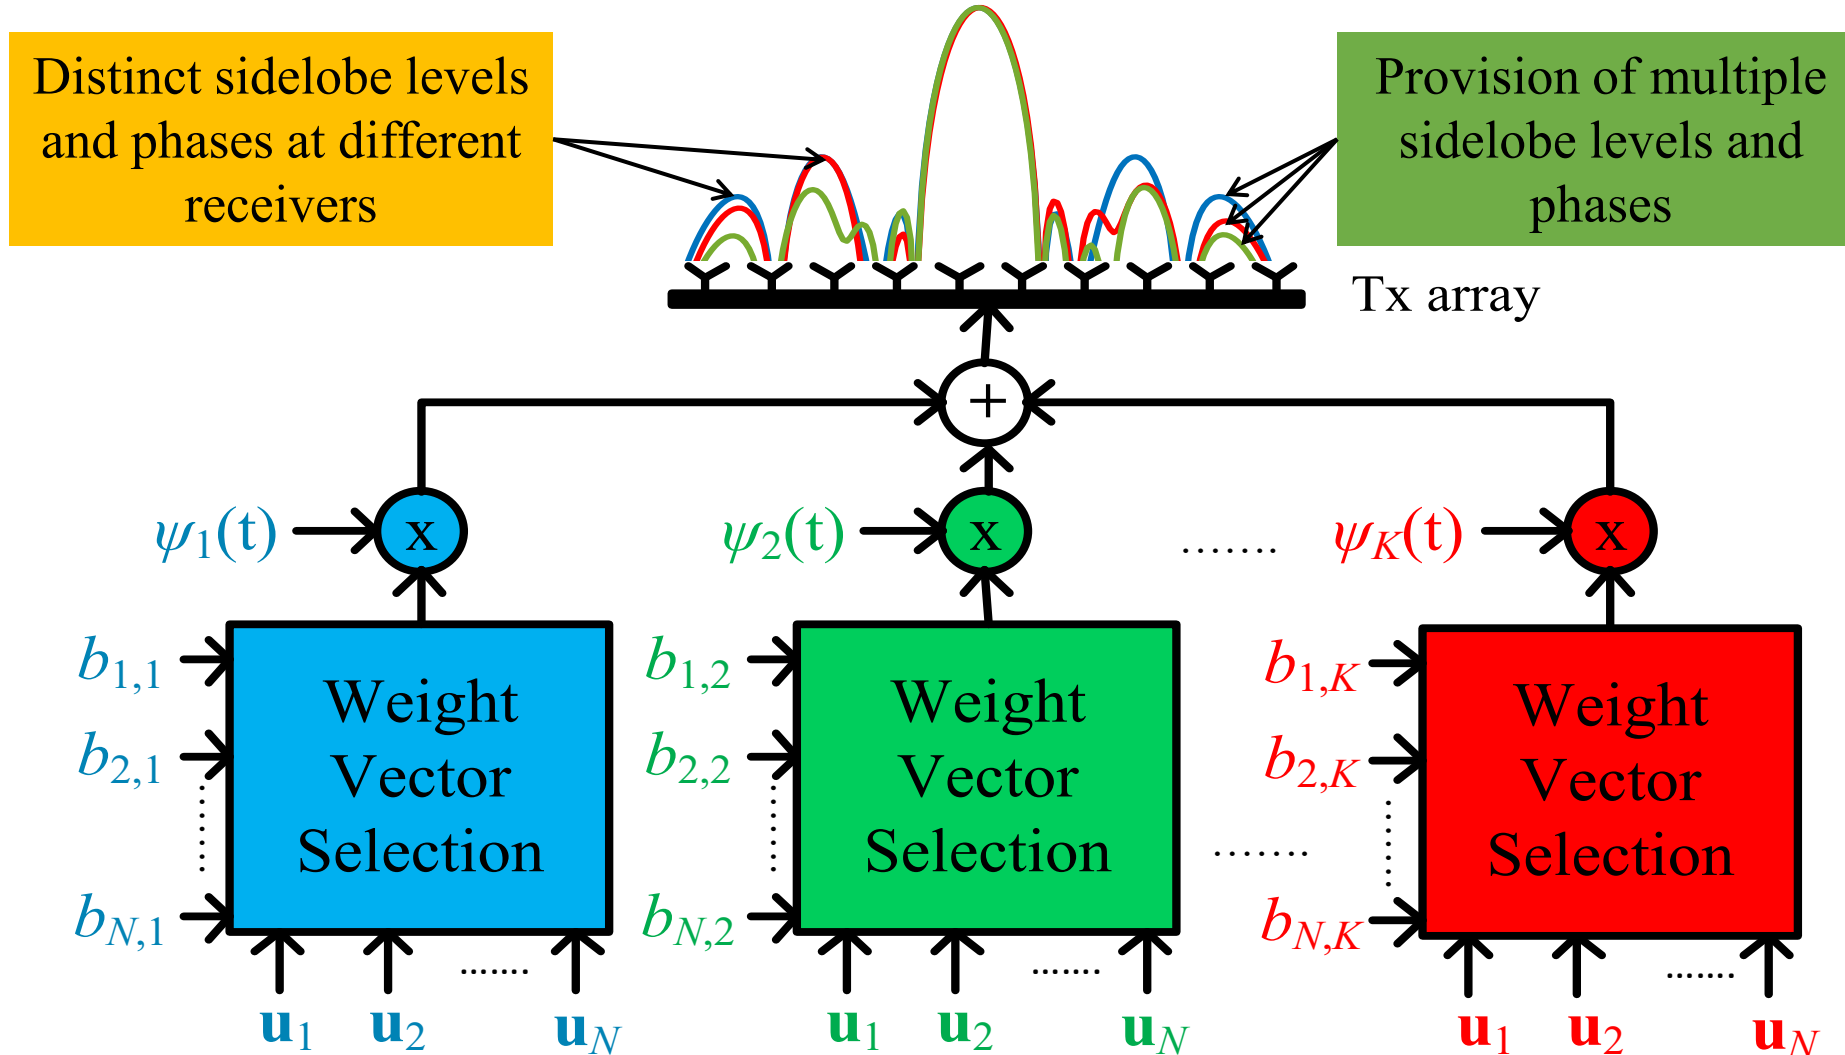 Distinct sidelobe levels
and phases at different
receivers
Provision of multiple
sidelobe levels and
phases
Tx array
+
ψ1(t) x ψ2(t) x ....... ψK(t) x
b1,1 b1,2 b1,K
Weight Weight Weight
b2,1 b2,2 b2,K
Vector Vector Vector
Selection Selection ....... Selection
bN,1 bN,2 bN,K
....... ....... .......
u1 u2 uN u1 u2 uN u1 u2 uN